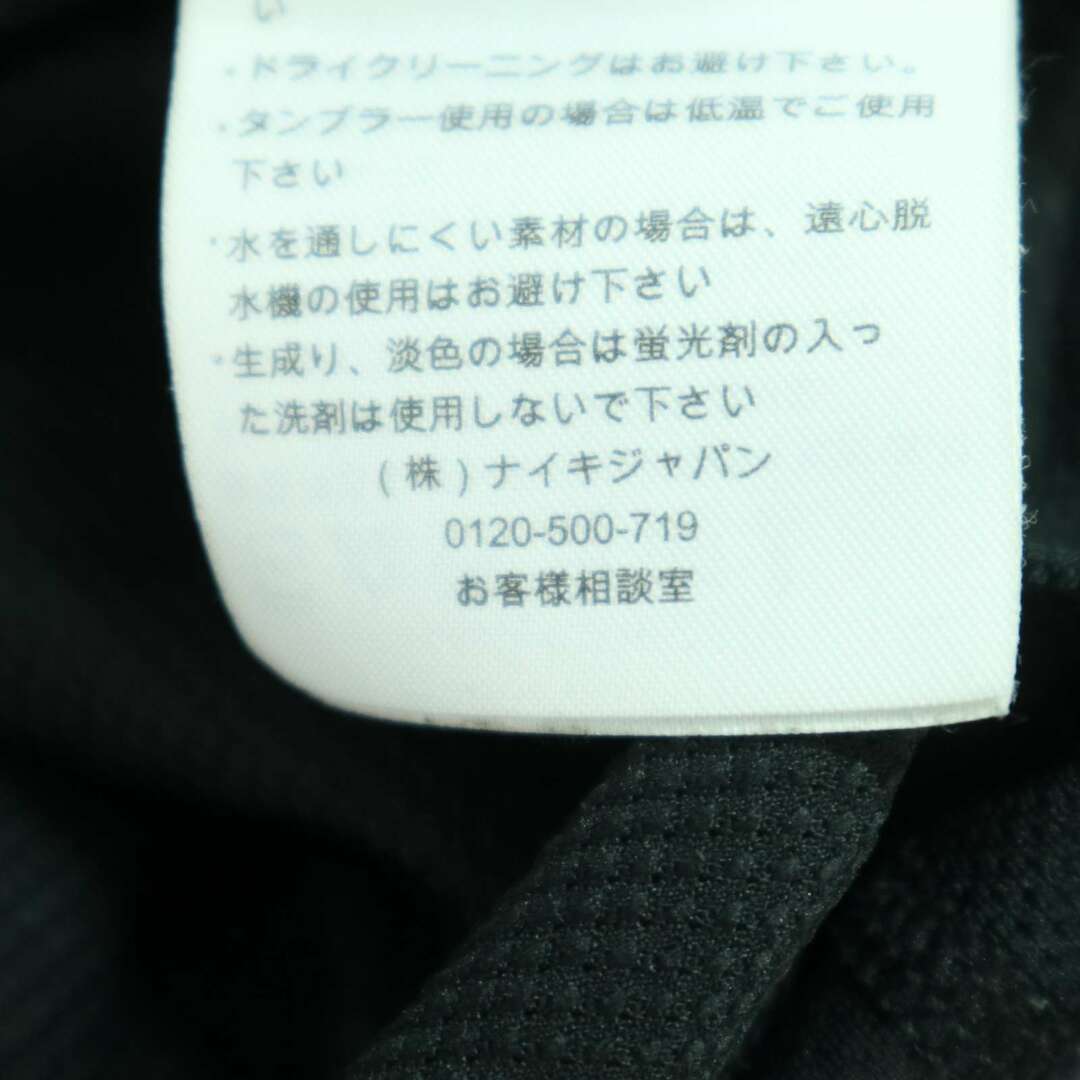 い
・ドライクリーニングはお避け下さい。
・タンブラー使用の場合は低温でご使用
下さい
・水を通しにくい素材の場合は、遠心脱
水機の使用はお避け下さい
・生成り、淡色の場合は蛍光剤の入っ
た洗剤は使用しないで下さい
(株)ナイキジャパン
0120-500-719
お客様相談室